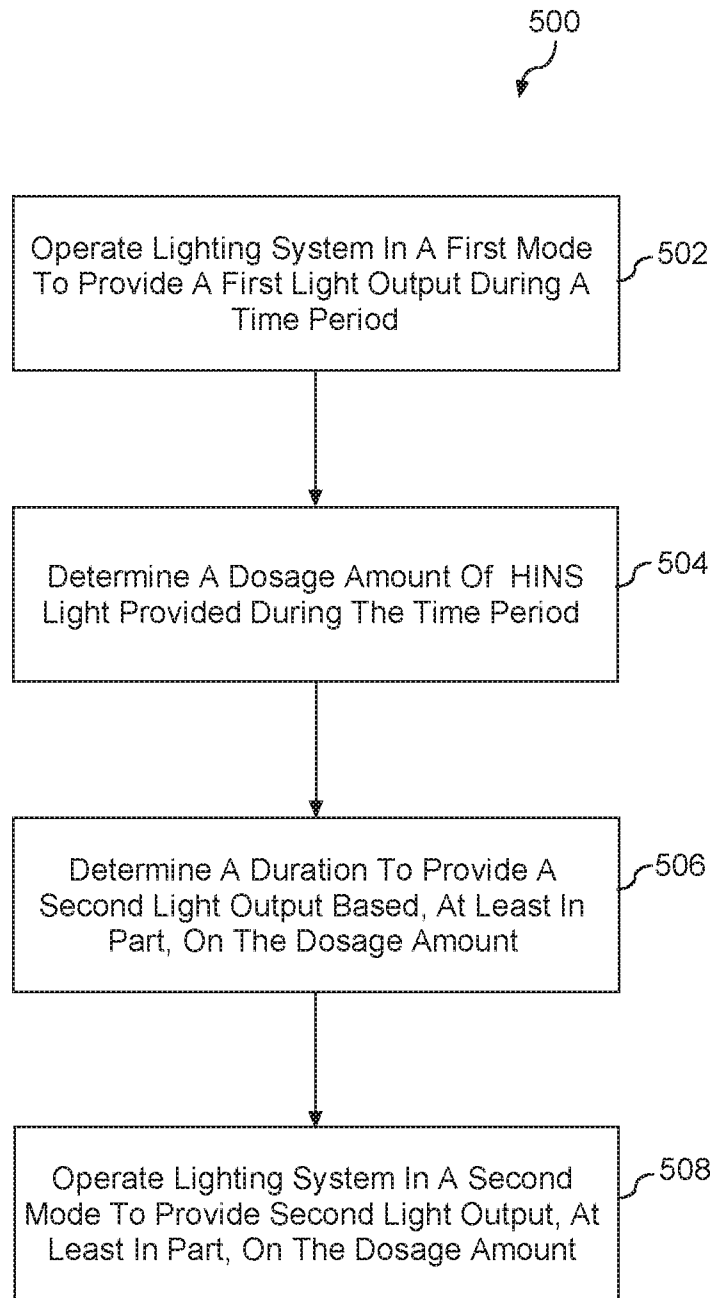 500
Operate Lighting System In A First Mode
To Provide A First Light Output During A
Time Period
502
Determine A Dosage Amount Of HINS
Light Provided During The Time Period
504
Determine A Duration To Provide A
Second Light Output Based, At Least In
Part, On The Dosage Amount
506
Operate Lighting System In A Second
Mode To Provide Second Light Output, At
Least In Part, On The Dosage Amount
508